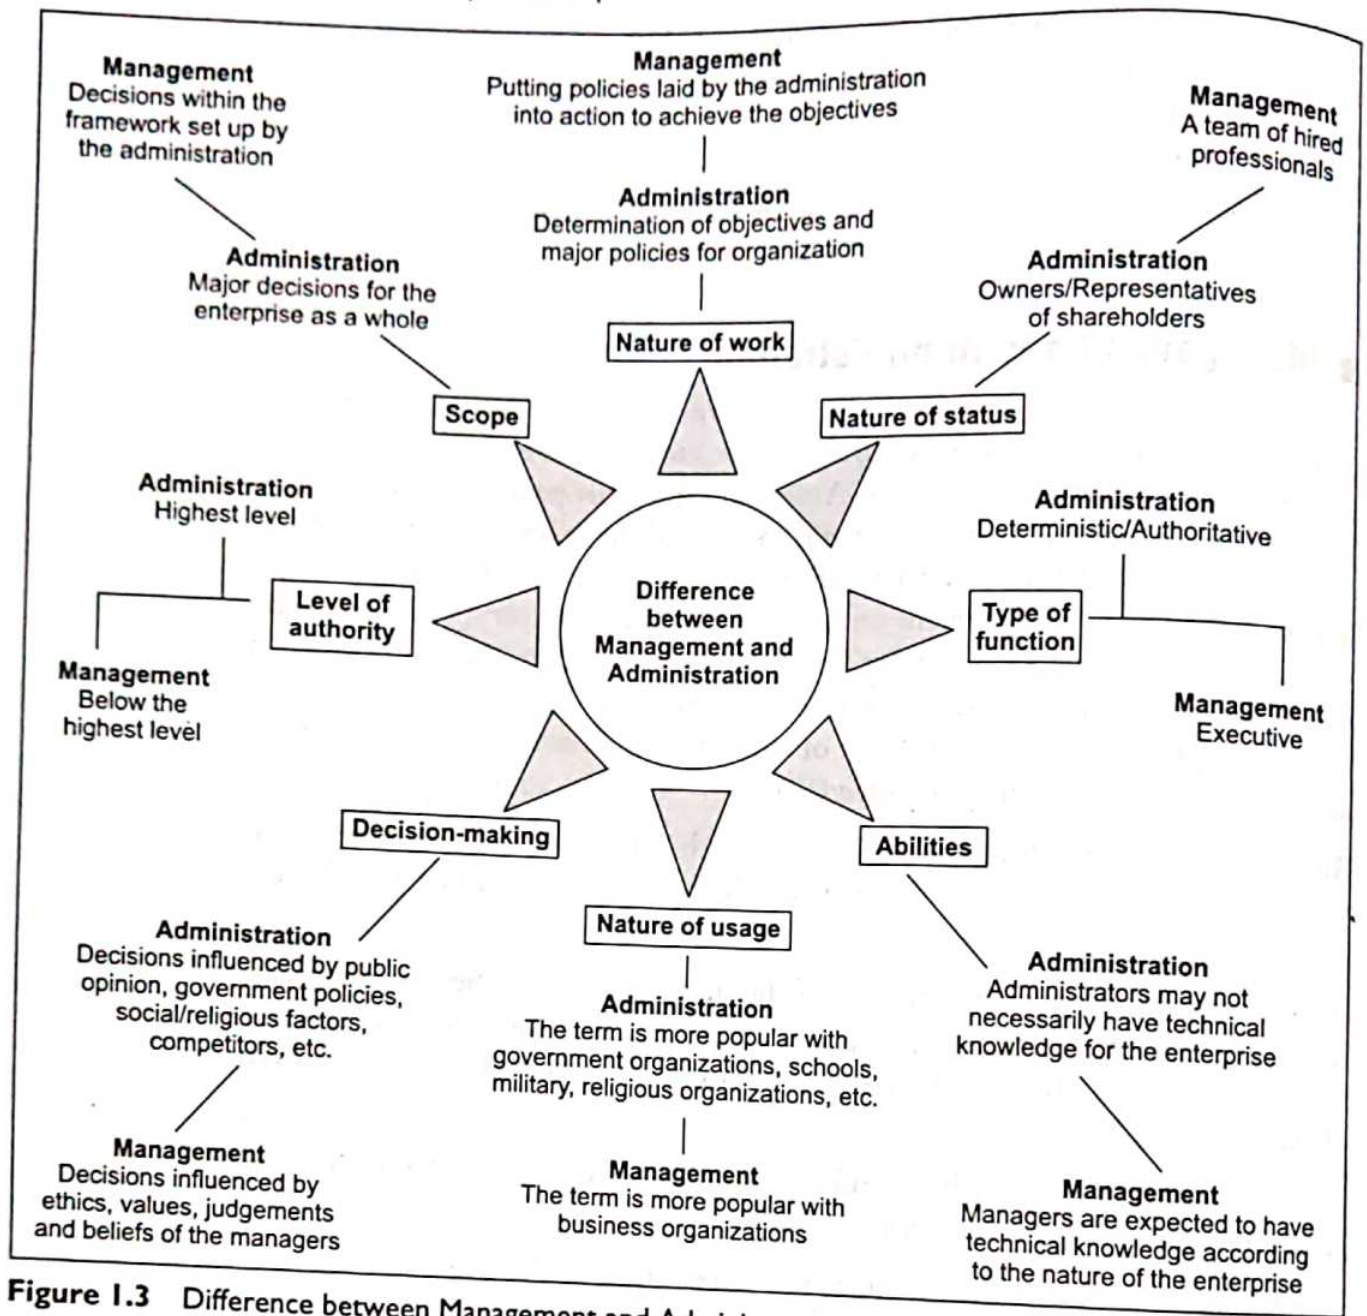 Management
Decisions within the
framework set up by
the administration
Administration
Major decisions for the
enterprise as a whole
Scope
Management
Putting policies laid by the administration
into action to achieve the objectives
Administration
Determination of objectives and
major policies for organization
Nature of work
Management
A team of hired
professionals
Administration
Owners/Representatives
of shareholders
Nature of status
Administration
Highest level
Level of
authority
Management
Below the
highest level
Difference
between
Management and
Administration
Administration
Deterministic/Authoritative
Type of
function
Management
Executive
Decision-making
Administration
Decisions influenced by public
opinion, government policies,
social/religious factors,
competitors, etc.
Management
Decisions influenced by
ethics, values, judgements
and beliefs of the managers
Nature of usage
Administration
The term is more popular with
government organizations, schools,
military, religious organizations, etc.
Management
The term is more popular with
business organizations
Abilities
Administration
Administrators may not
necessarily have technical
knowledge for the enterprise
Management
Managers are expected to have
technical knowledge according
to the nature of the enterprise
Figure 1.3 Difference between Management and